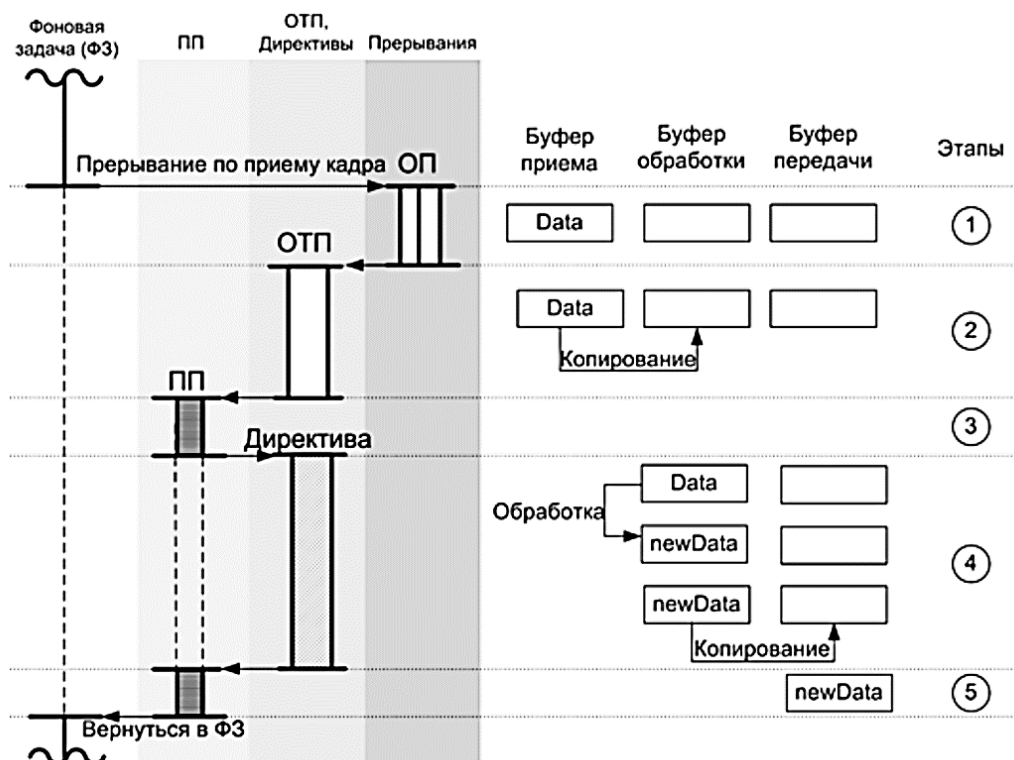 Фоновая
задача (ФЗ)
ПП
ОТП,
Директивы
Прерывания
Буфер
приема
Буфер
обработки
Буфер
передачи
Этапы
Прерывание по приему кадра
ОП
Data
1
ОТП
Data
Копирование
2
ПП
3
Директива
Data
Обработка
newData
4
newData
Копирование
newData
5
Вернуться в ФЗ